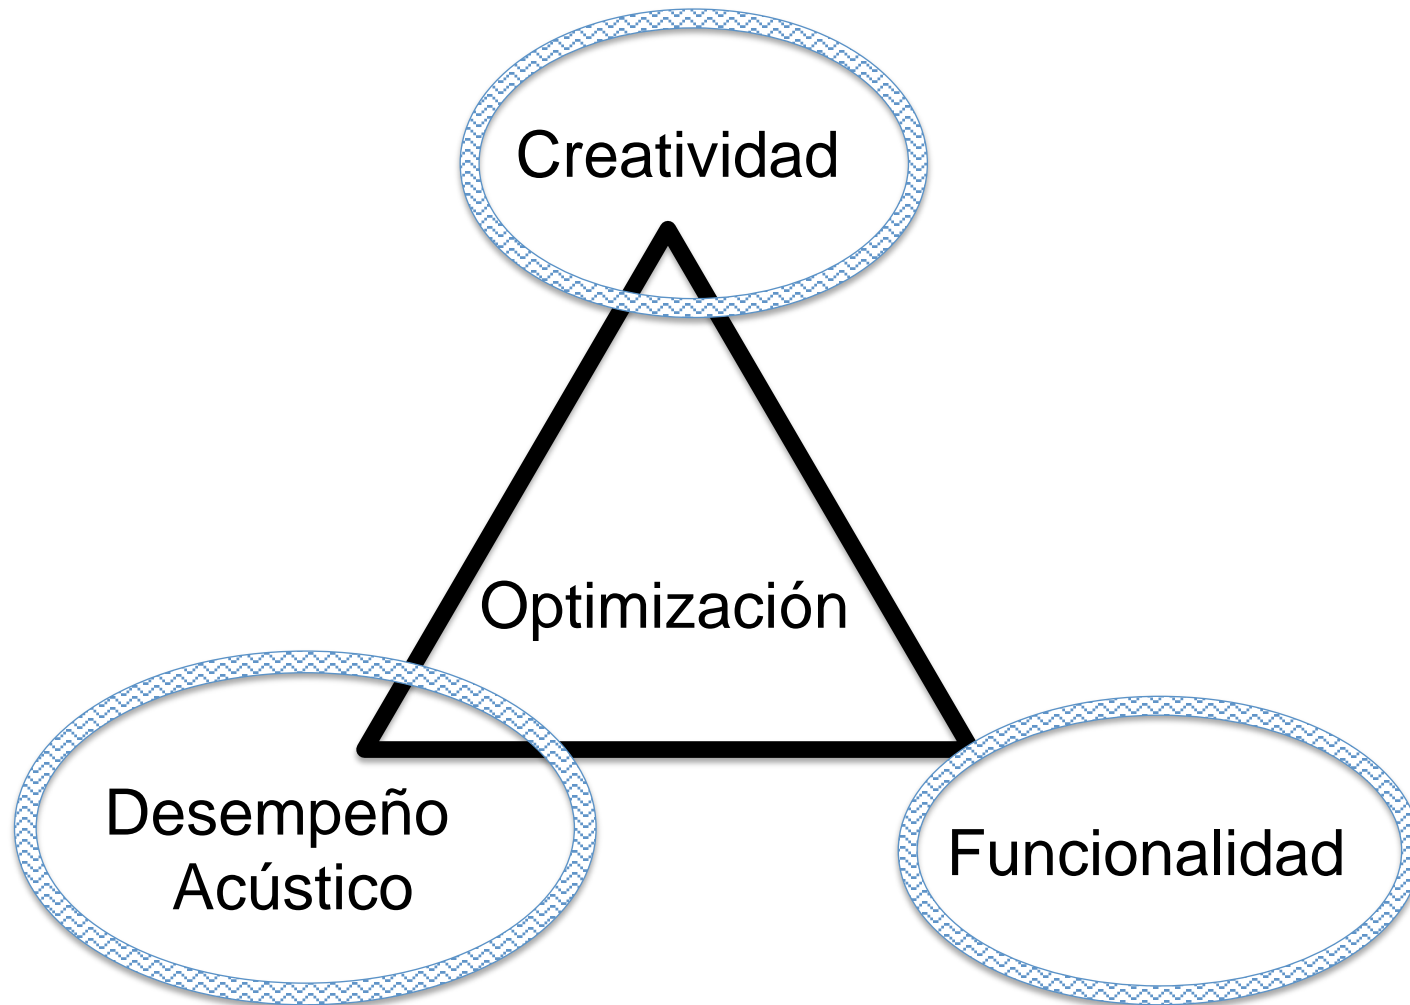 Creatividad
Optimización
Desempeño
Acústico
Funcionalidad